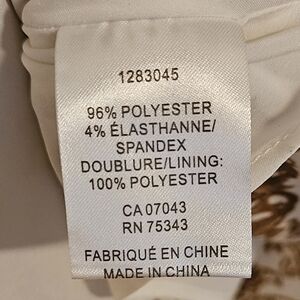 1283045
96% POLYESTER
4% ÉLASTHANNE/
SPANDEX
DOUBLURE/LINING:
100% POLYESTER
CA 07043
RN 75343
FABRIQUÉ EN CHINE
MADE IN CHINA